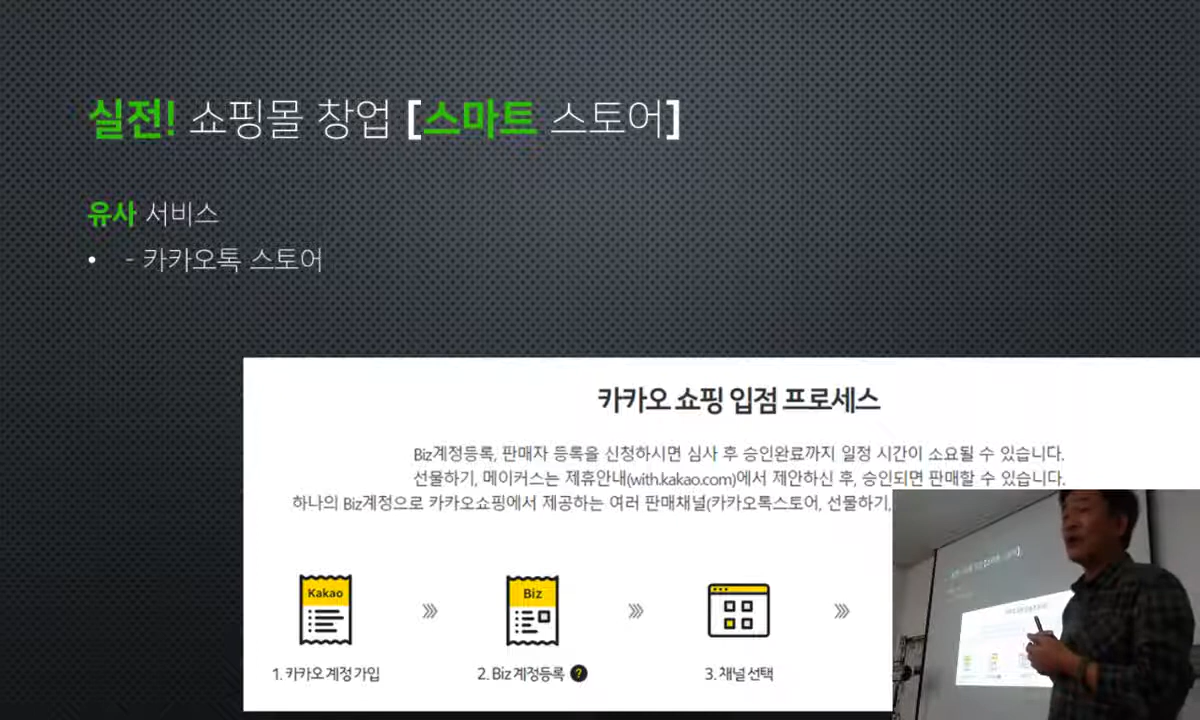 실전! 쇼핑몰 창업 [스마트 스토어]
유사 서비스
• - 카카오톡 스토어
카카오 쇼핑 입점 프로세스
Biz계정등록, 판매자 등록을 신청하시면 심사 후 승인완료까지 일정 시간이 소요될 수 있습니다.
선물하기, 메이커스는 제휴안내(with.kakao.com)에서 제안하신 후, 승인되면 판매할 수 있습니다.
하나의 Biz계정으로 카카오쇼핑에서 제공하는 여러 판매채널(카카오톡스토어, 선물하기,
Kakao
Biz
1. 카카오 계정 가입
2. Biz 계정등록 ?
3. 채널 선택